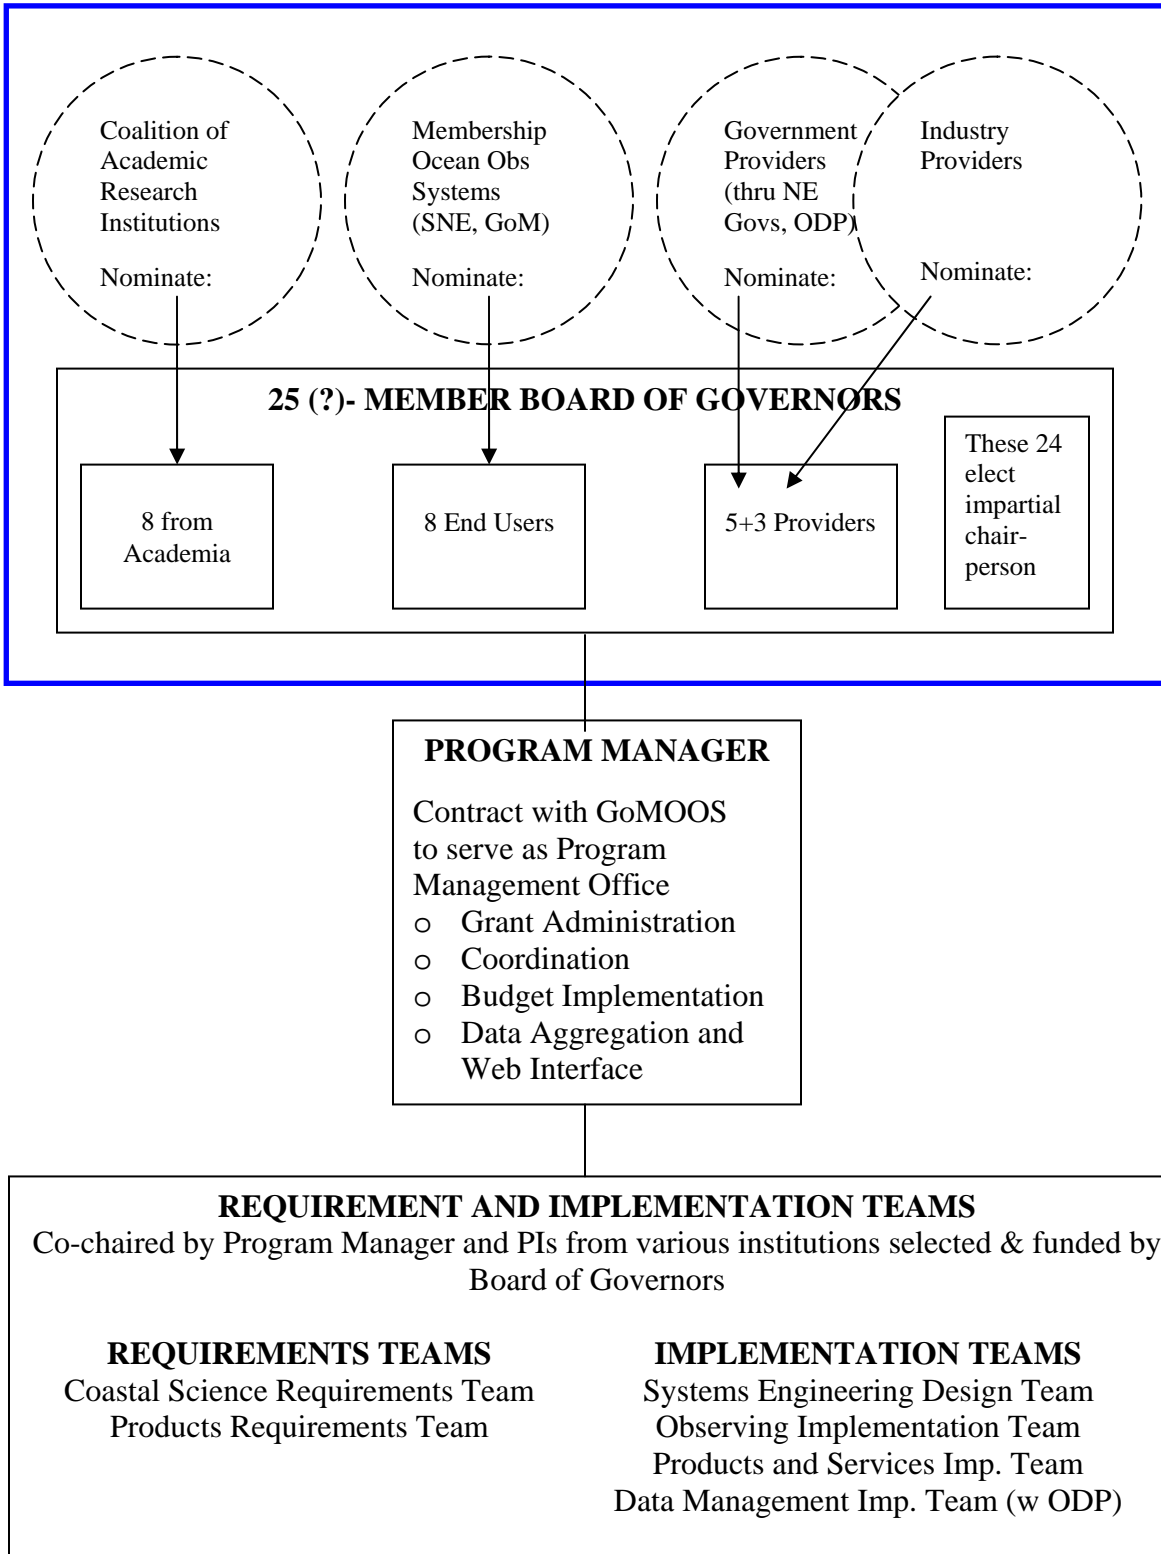 Coalition of
Academic
Research
Institutions
Nominate:
Membership
Ocean Obs
Systems
(SNE, GoM)
Nominate:
Government
Providers
(thru NE
Govs, ODP)
Nominate:
Industry
Providers
Nominate:
25 (?)- MEMBER BOARD OF GOVERNORS
8 from
Academia
8 End Users
5+3 Providers
These 24
elect
impartial
chair-
person
PROGRAM MANAGER
Contract with GoMOOS
to serve as Program
Management Office
o Grant Administration
o Coordination
o Budget Implementation
o Data Aggregation and
Web Interface
REQUIREMENT AND IMPLEMENTATION TEAMS
Co-chaired by Program Manager and PIs from various institutions selected & funded by
Board of Governors
REQUIREMENTS TEAMS
Coastal Science Requirements Team
Products Requirements Team
IMPLEMENTATION TEAMS
Systems Engineering Design Team
Observing Implementation Team
Products and Services Imp. Team
Data Management Imp. Team (w ODP)